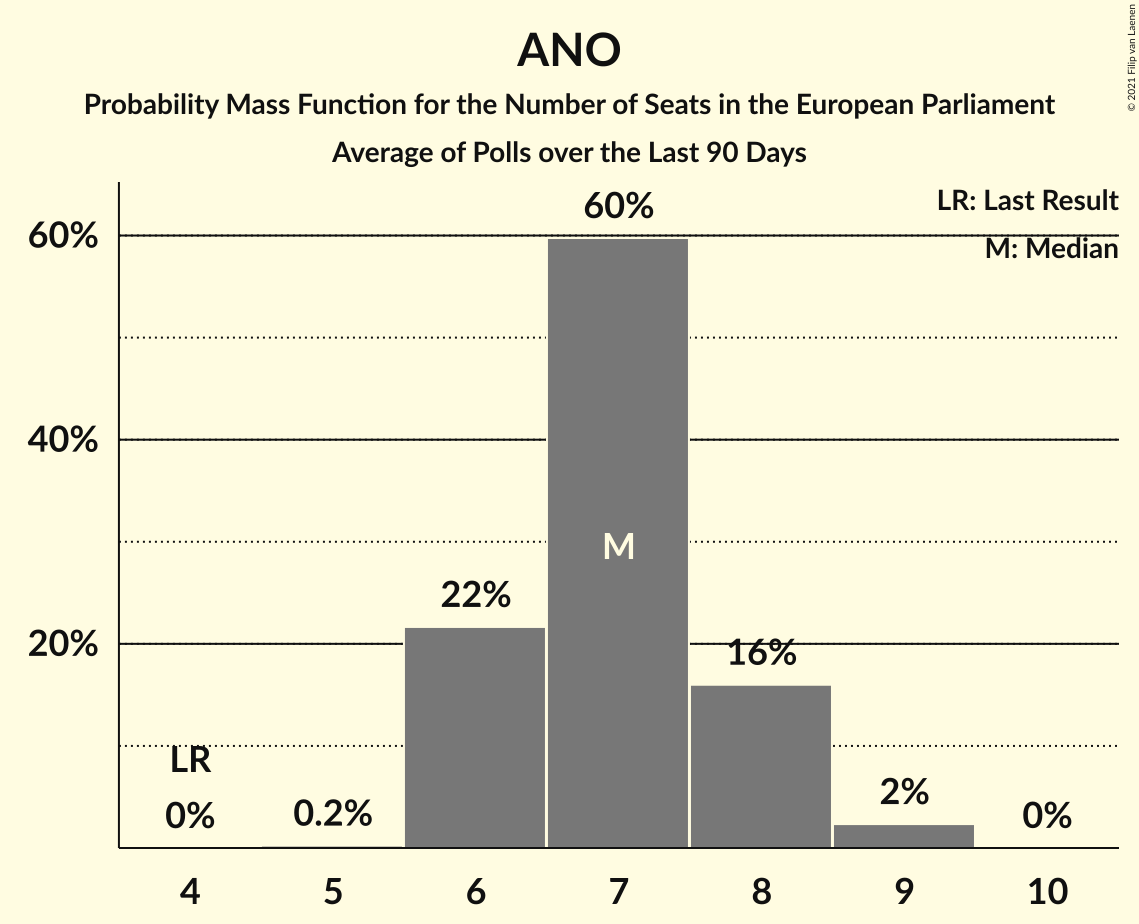 ANO
Probability Mass Function for the Number of Seats in the European Parliament
Average of Polls over the Last 90 Days
© 2021 Filip van Laenen
LR: Last Result
M: Median
60%
60%
40%
M
22%
20%
16%
LR
0%
0.2%
2%
0%
4 5 6 7 8 9 10